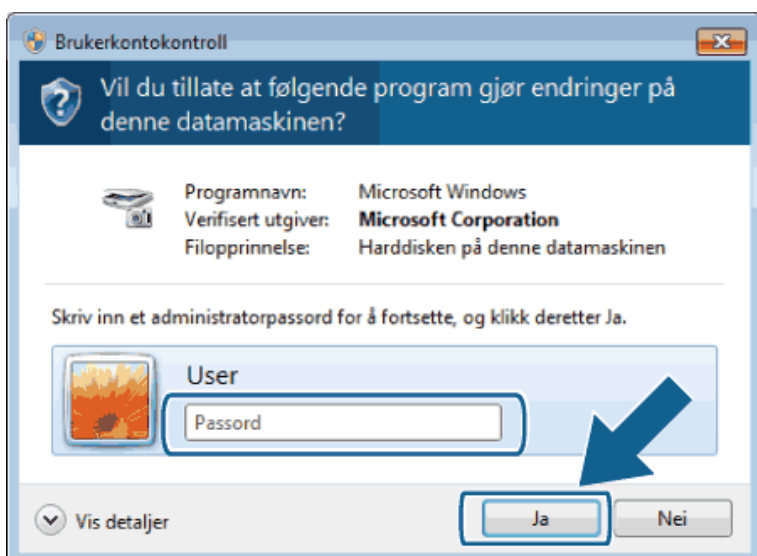 Brukerkontokontroll
Vil du tillate at følgende program gjør endringer på
denne datamaskinen?
Programnavn: Microsoft Windows
Verifisert utgiver: Microsoft Corporation
Filopprinnelse: Harddisken på denne datamaskinen
Skriv inn et administratorpassord for å fortsette, og klikk deretter Ja.
User
Passord
Vis detaljer
Ja
Nei